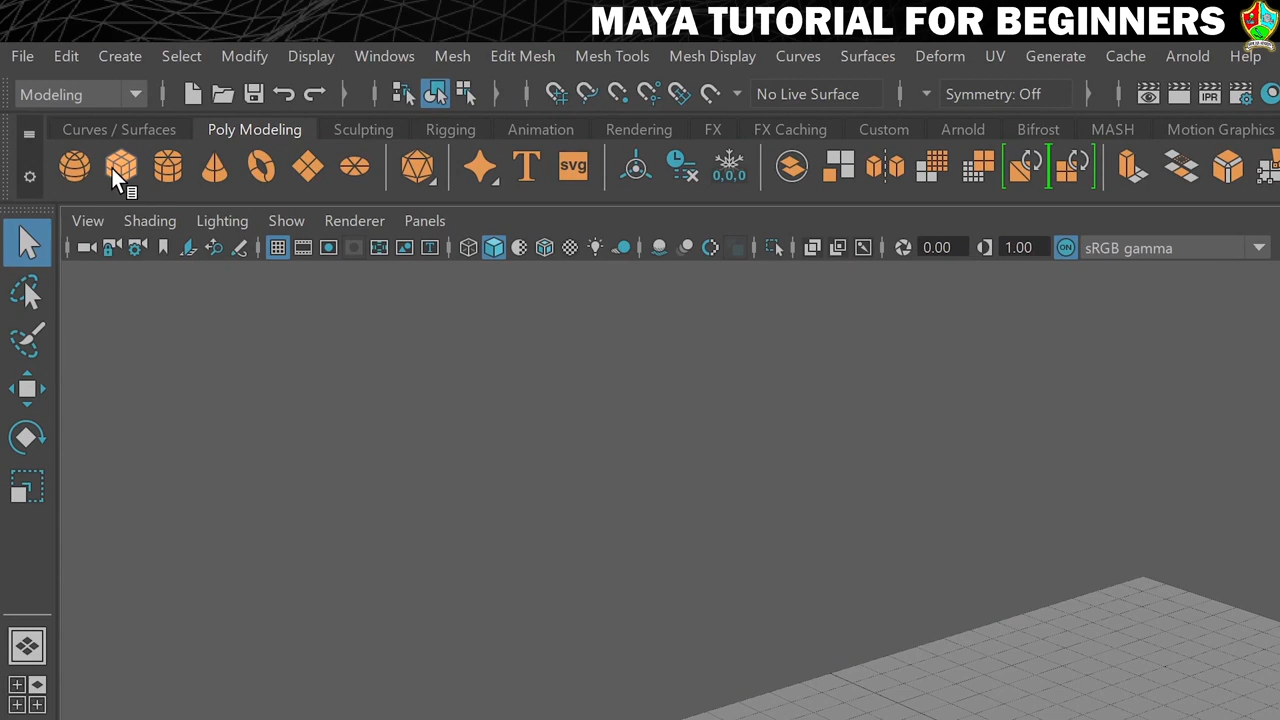 MAYA TUTORIAL FOR BEGINNERS
File Edit Create Select Modify Display Windows Mesh Edit Mesh Mesh Tools Mesh Display Curves Surfaces Deform UV Generate Cache Arnold Help
Modeling No Live Surface Symmetry: Off IPR
Curves / Surfaces Poly Modeling Sculpting Rigging Animation Rendering FX FX Caching Custom Arnold Bifrost MASH Motion Graphics
T svg 0,0,0
View Shading Lighting Show Renderer Panels
T 0.00 1.00 ON sRGB gamma